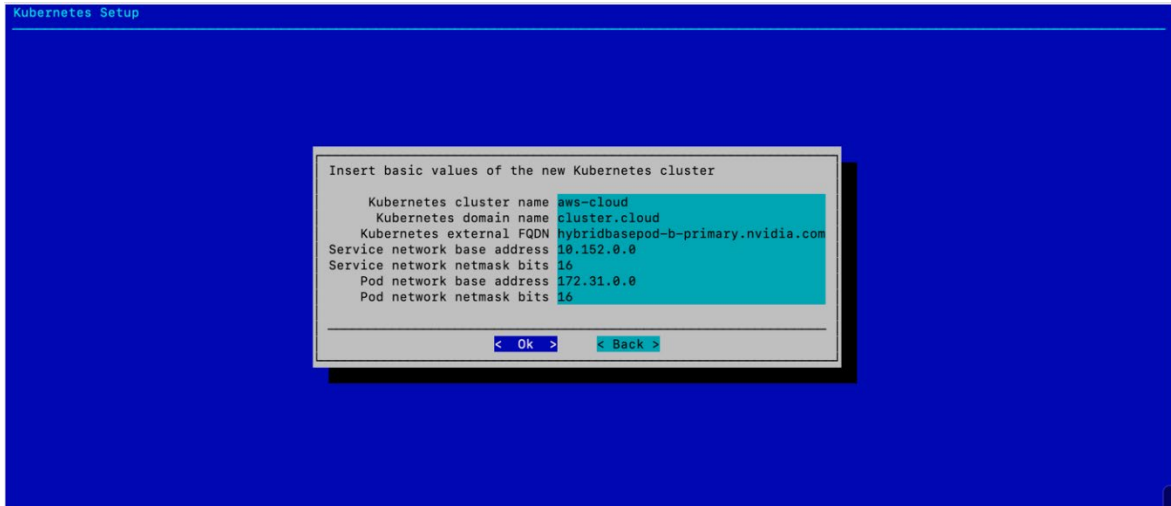 Kubernetes Setup
Insert basic values of the new Kubernetes cluster
Kubernetes cluster name aws-cloud
Kubernetes domain name cluster.cloud
Kubernetes external FQDN hybridbasepod-b-primary.nvidia.com
Service network base address 10.152.0.0
Service network netmask bits 16
Pod network base address 172.31.0.0
Pod network netmask bits 16
< Ok > < Back >